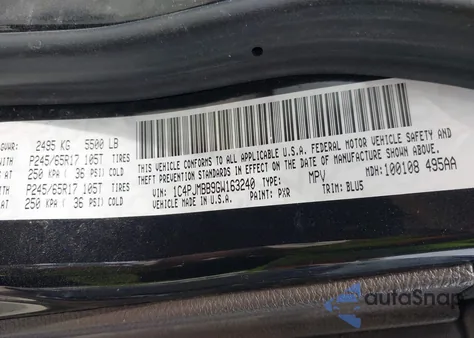 GVWR: 2495 KG 5500 LB
WITH P245/65R17 105T TIRES
AT 250 KPA ( 36 PSI) COLD
WITH P245/65R17 105T TIRES
AT 250 KPA ( 36 PSI) COLD
THIS VEHICLE CONFORMS TO ALL APPLICABLE U.S.A. FEDERAL MOTOR VEHICLE SAFETY AND
THEFT PREVENTION STANDARDS IN EFFECT ON THE DATE OF MANUFACTURE SHOWN ABOVE.
VIN: 1C4PJMBB9GW163240 TYPE: MPV MDH:100108 495AA
MADE IN U.S.A. PAINT: PXR TRIM: BLU5
autoSnap